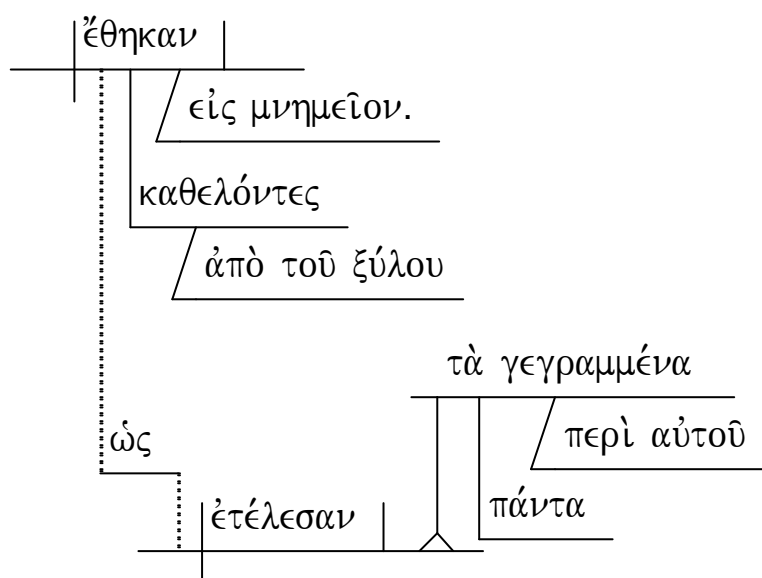 ἔθηκαν
εἰς μνημεῖον.
καθελόντες
ἀπὸ τοῦ ξύλου
τὰ γεγραμμένα
περὶ αὐτοῦ
ὡς
πάντα
ἐτέλεσαν